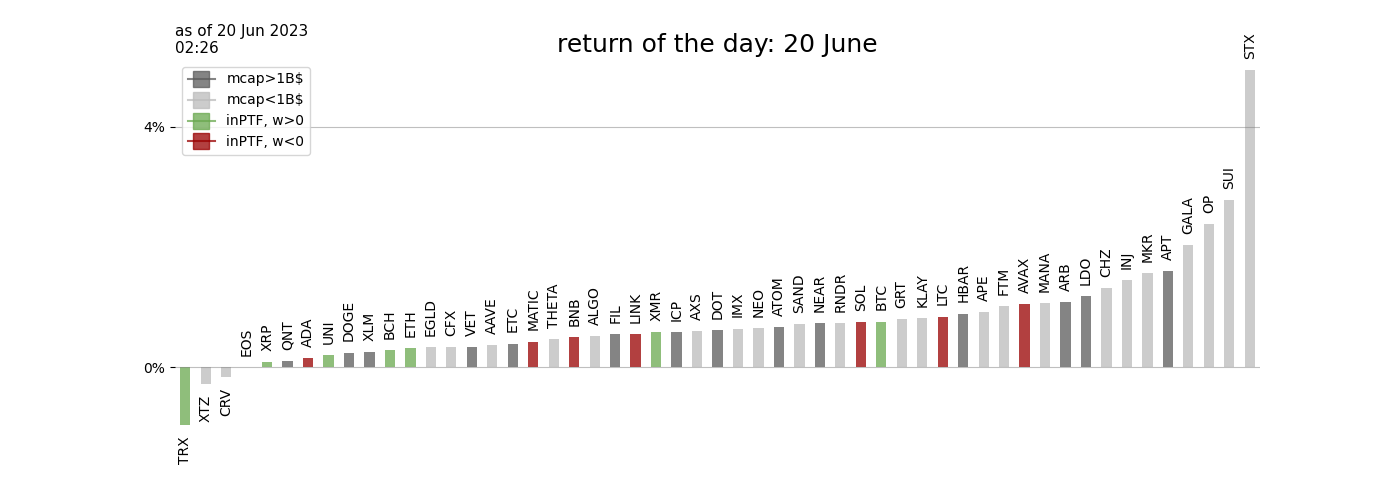 as of 20 Jun 2023
02:26
return of the day: 20 June
mcap>1B$
mcap<1B$
inPTF, w>0
inPTF, w<0
4%
0%
TRX
XTZ
CRV
EOS
XRP
QNT
ADA
UNI
DOGE
XLM
BCH
ETH
EGLD
CFX
VET
AAVE
ETC
MATIC
THETA
BNB
ALGO
FIL
LINK
XMR
ICP
AXS
DOT
IMX
NEO
ATOM
SAND
NEAR
RNDR
SOL
BTC
GRT
KLAY
LTC
HBAR
APE
FTM
AVAX
MANA
ARB
LDO
CHZ
INJ
MKR
APT
GALA
OP
SUI
STX